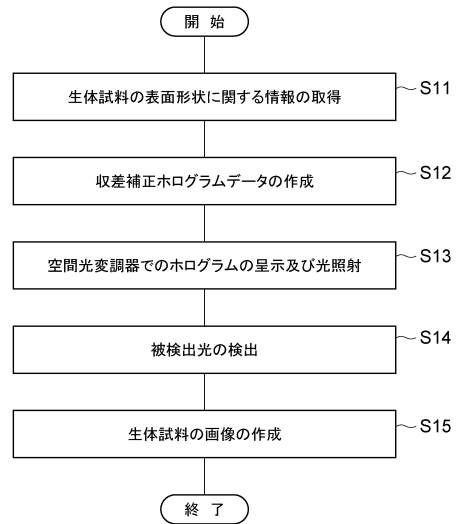 開 始
生体試料の表面形状に関する情報の取得
S11
収差補正ホログラムデータの作成
S12
空間光変調器でのホログラムの呈示及び光照射
S13
被検出光の検出
S14
生体試料の画像の作成
S15
終 了